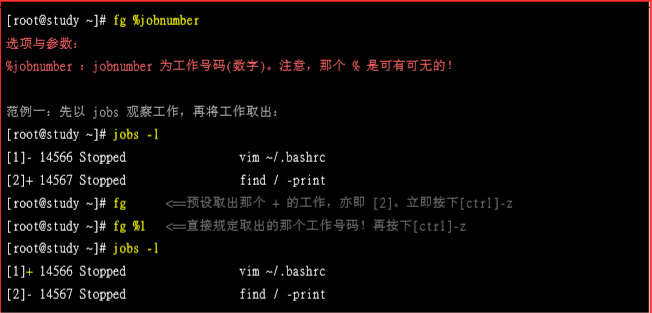 [root@study ~]# fg %jobnumber
选项与参数：
%jobnumber ：jobnumber 为工作号码(数字)。注意，那个 % 是可有可无的！
范例一：先以 jobs 观察工作，再将工作取出：
[root@study ~]# jobs -l
[1]- 14566 Stopped vim ~/.bashrc
[2]+ 14567 Stopped find / -print
[root@study ~]# fg <==预设取出那个 + 的工作，亦即 [2]。立即按下[ctrl]-z
[root@study ~]# fg %1 <==直接规定取出的那个工作号码！再按下[ctrl]-z
[root@study ~]# jobs -l
[1]+ 14566 Stopped vim ~/.bashrc
[2]- 14567 Stopped find / -print